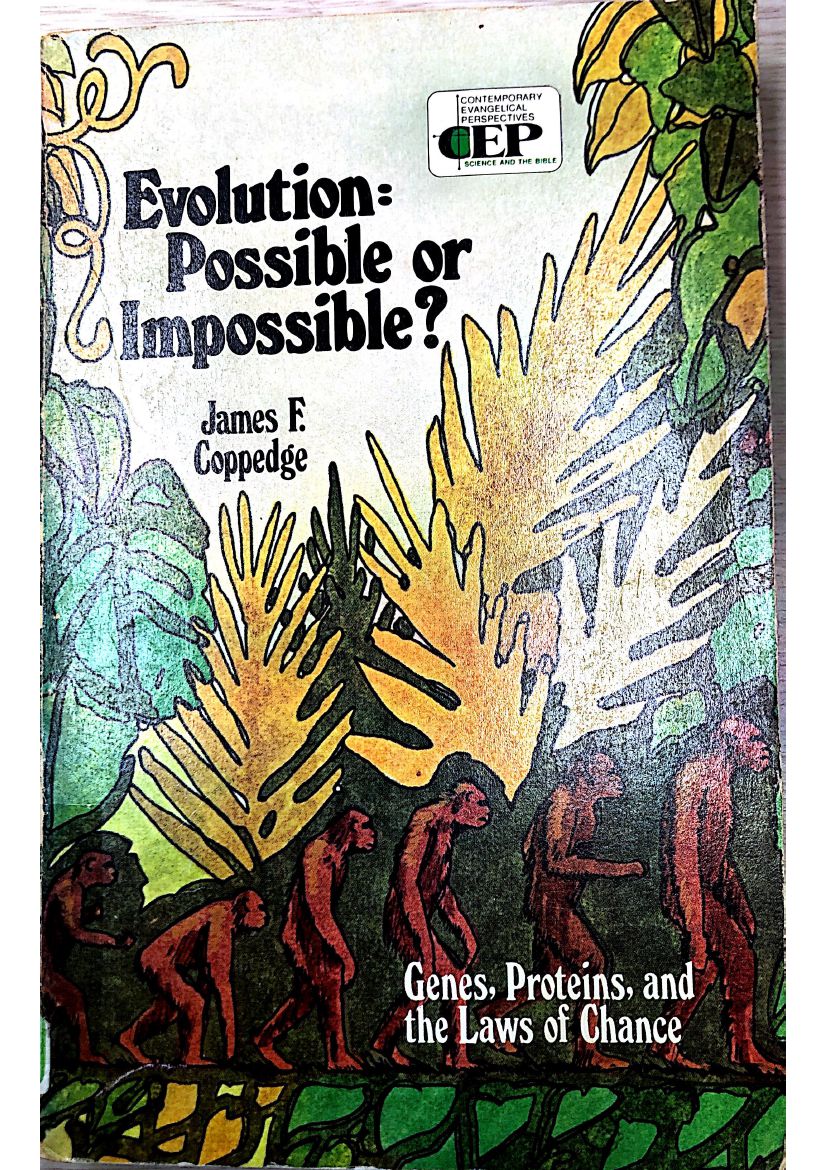 CONTEMPORARY
EVANGELICAL
PERSPECTIVES
CEP
SCIENCE AND THE BIBLE
Evolution:
Possible or
Impossible?
James F.
Coppedge
Genes, Proteins, and
the Laws of Chance